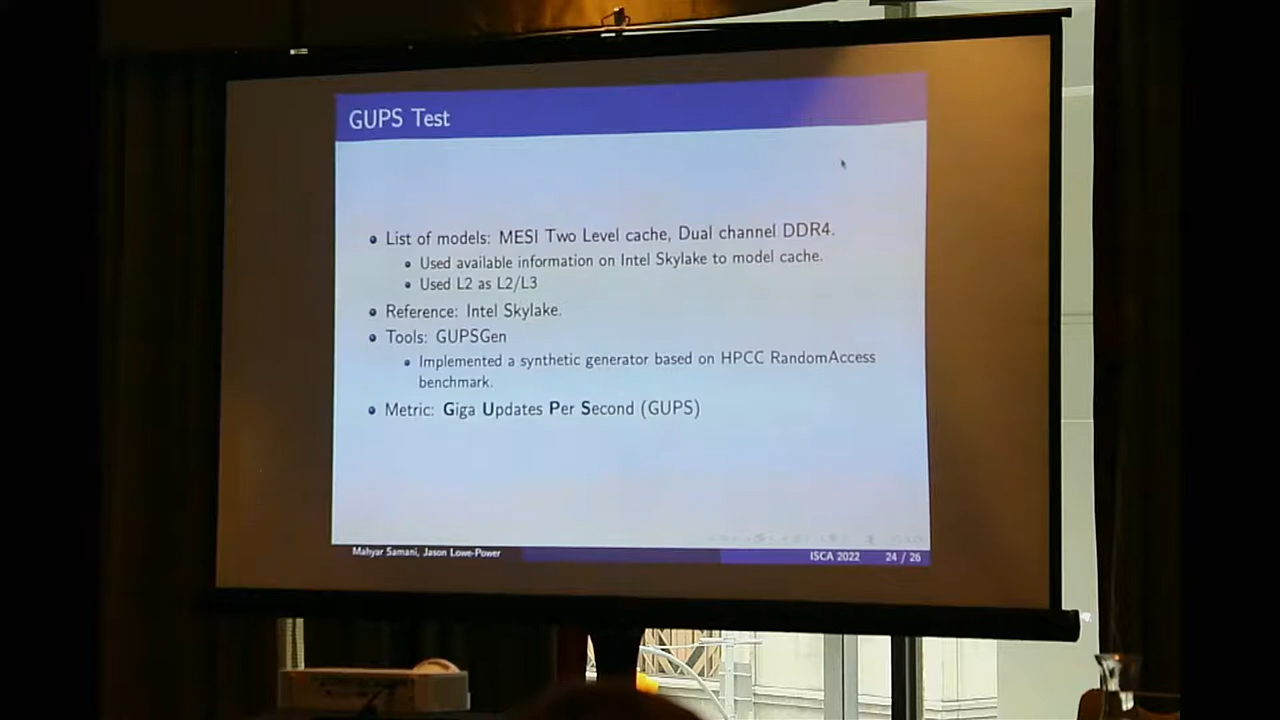 GUPS Test
List of models: MESI Two Level cache, Dual channel DDR4.
Used available information on Intel Skylake to model cache.
Used L2 as L2/L3
Reference: Intel Skylake.
Tools: GUPSGen
Implemented a synthetic generator based on HPCC RandomAccess
benchmark.
Metric: Giga Updates Per Second (GUPS)
Mahyar Samani, Jason Lowe-Power
ISCA 2022
24 / 26